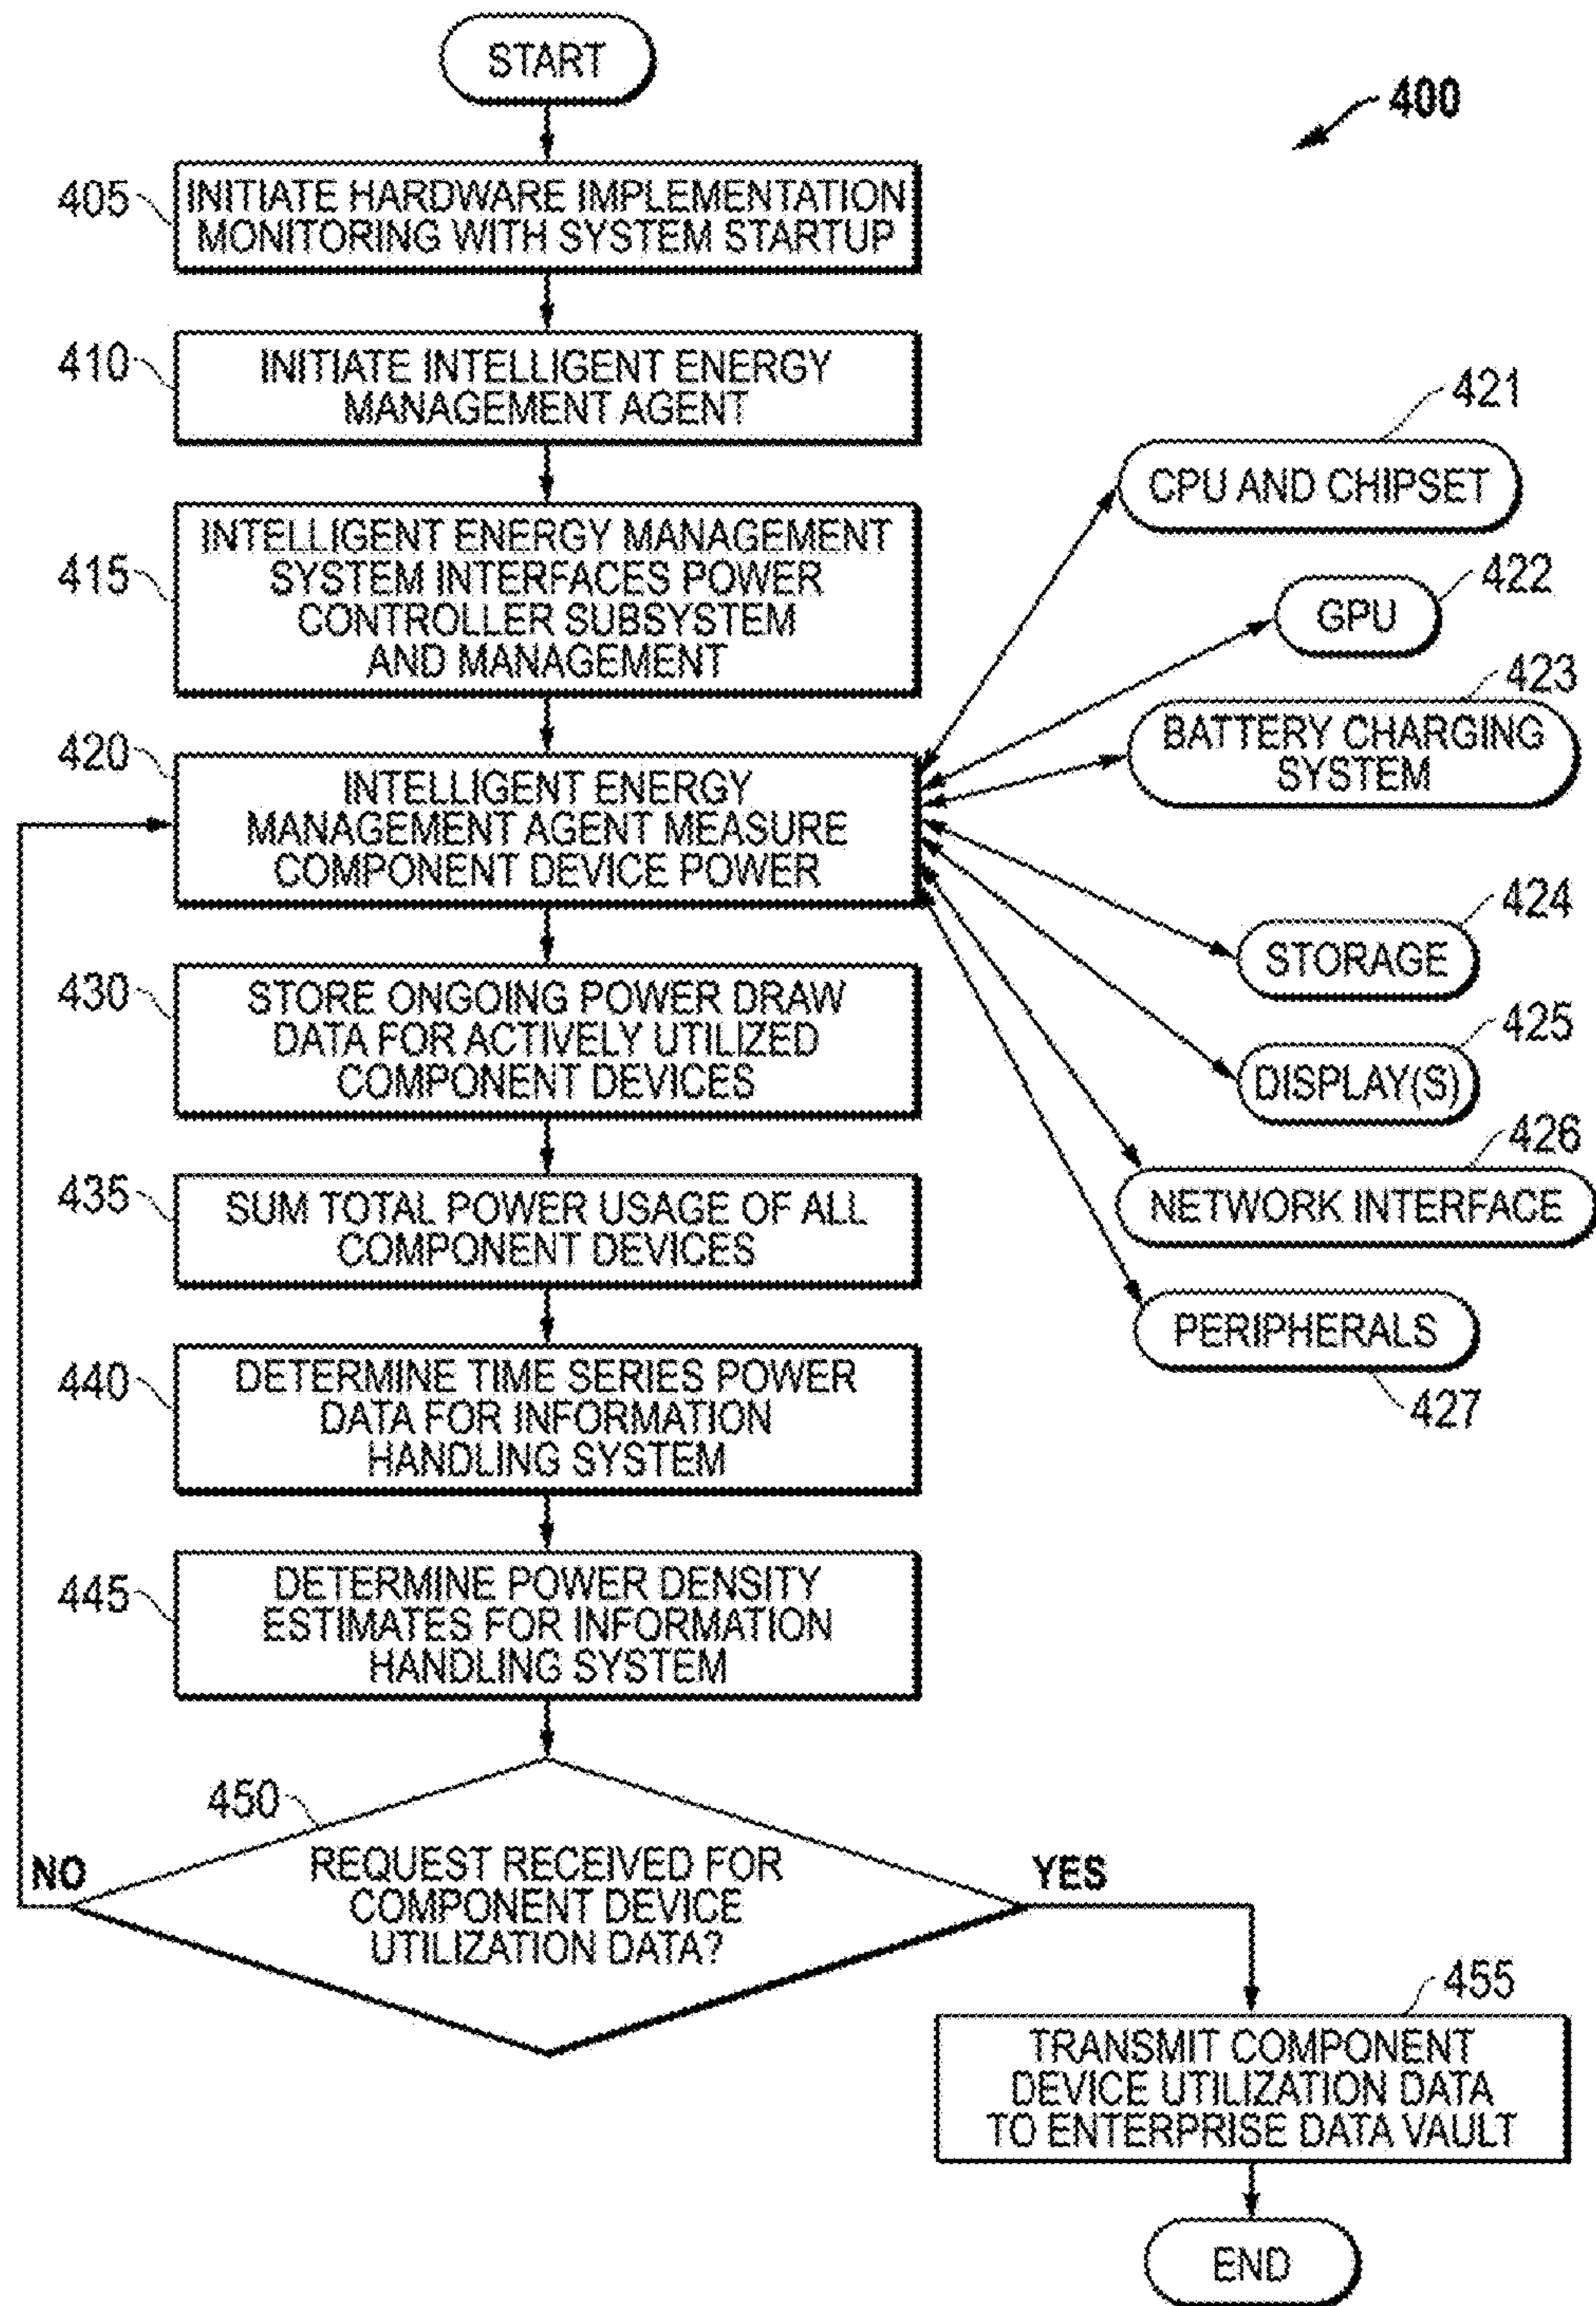 START
400
405
INITIATE HARDWARE IMPLEMENTATION
MONITORING WITH SYSTEM STARTUP
410
INITIATE INTELLIGENT ENERGY
MANAGEMENT AGENT
415
INTELLIGENT ENERGY MANAGEMENT
SYSTEM INTERFACES POWER
CONTROLLER SUBSYSTEM
AND MANAGEMENT
420
INTELLIGENT ENERGY
MANAGEMENT AGENT MEASURE
COMPONENT DEVICE POWER
421
CPU AND CHIPSET
422
GPU
423
BATTERY CHARGING
SYSTEM
424
STORAGE
425
DISPLAY(S)
426
NETWORK INTERFACE
PERIPHERALS
427
430
STORE ONGOING POWER DRAW
DATA FOR ACTIVELY UTILIZED
COMPONENT DEVICES
435
SUM TOTAL POWER USAGE OF ALL
COMPONENT DEVICES
440
DETERMINE TIME SERIES POWER
DATA FOR INFORMATION
HANDLING SYSTEM
445
DETERMINE POWER DENSITY
ESTIMATES FOR INFORMATION
HANDLING SYSTEM
450
REQUEST RECEIVED FOR
COMPONENT DEVICE
UTILIZATION DATA?
NO
YES
455
TRANSMIT COMPONENT
DEVICE UTILIZATION DATA
TO ENTERPRISE DATA VAULT
END